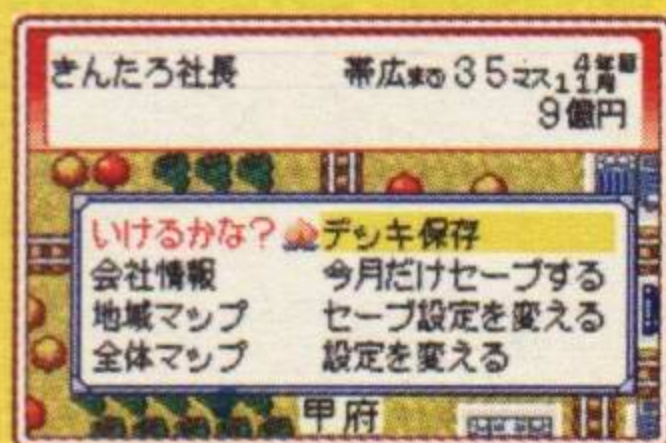 きんたろ社長 帯広まで35マス 4年目11月
9億円
いけるかな? デッキ保存
会社情報 今月だけセーブする
地域マップ セーブ設定を変える
全体マップ 設定を変える
甲府